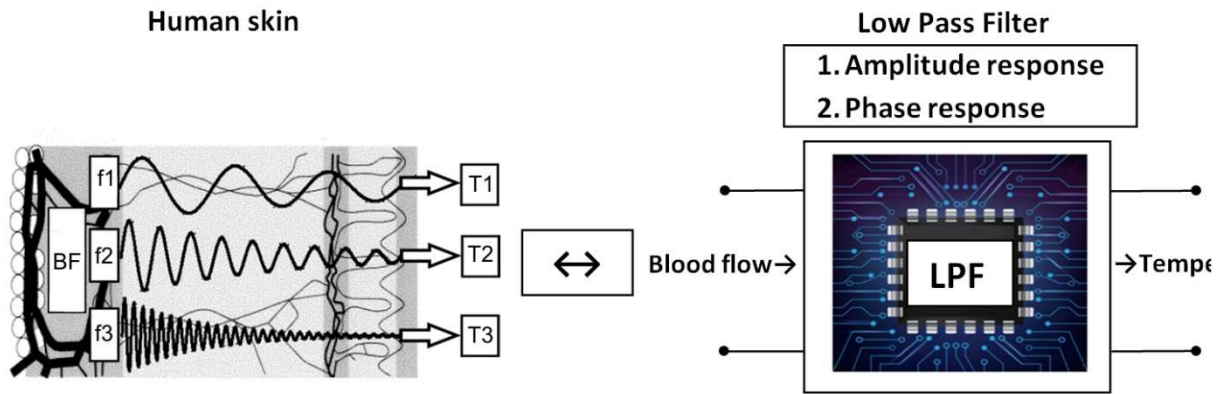 Human skin
Low Pass Filter
1. Amplitude response
2. Phase response
f1
T1
BF
f2
T2
↔
Blood flow→
LPF
→Tempe
f3
T3